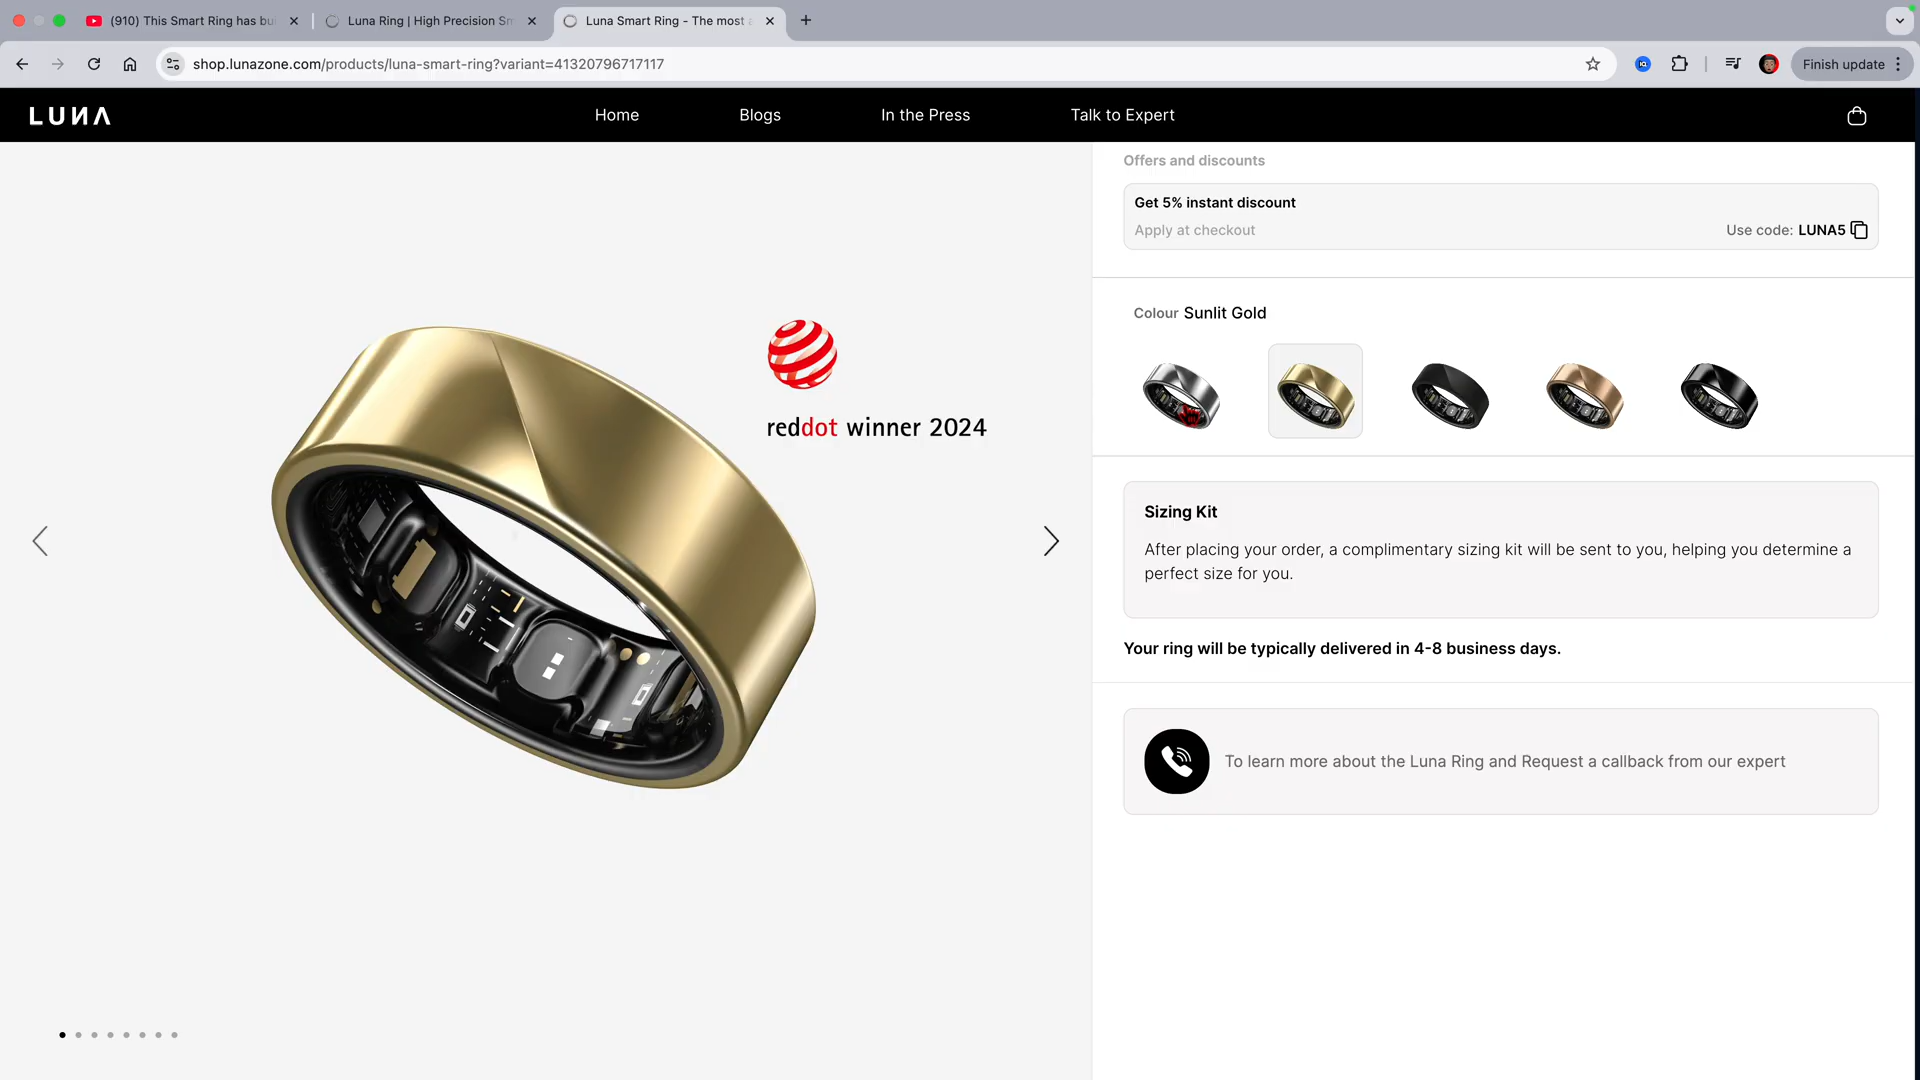 (910) This Smart Ring has bui
Luna Ring | High Precision Sm
Luna Smart Ring - The most a
shop.lunazone.com/products/luna-smart-ring?variant=41320796717117
Finish update
LUNA
Home
Blogs
In the Press
Talk to Expert
Offers and discounts
Get 5% instant discount
Apply at checkout
Use code: LUNA5
Colour Sunlit Gold
reddot winner 2024
Sizing Kit
After placing your order, a complimentary sizing kit will be sent to you, helping you determine a
perfect size for you.
Your ring will be typically delivered in 4-8 business days.
To learn more about the Luna Ring and Request a callback from our expert